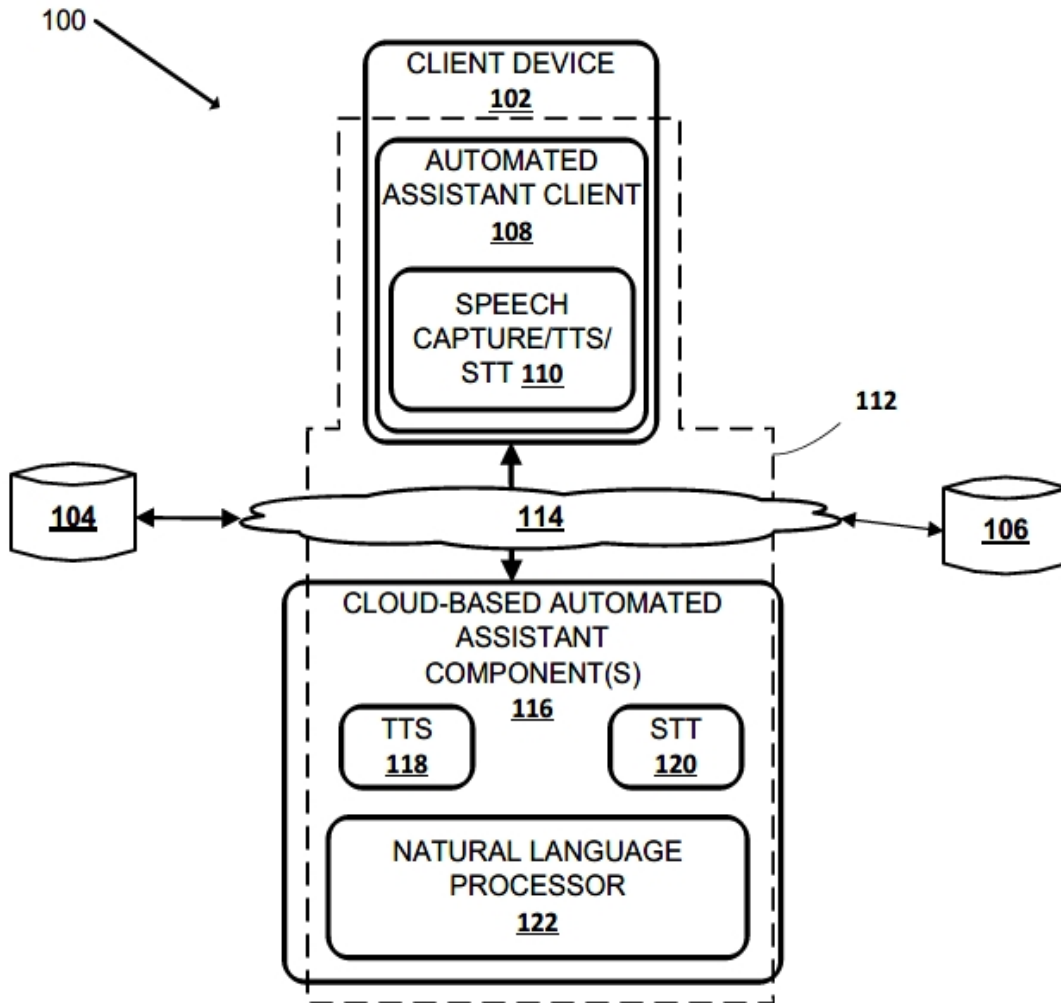 100
CLIENT DEVICE
102
AUTOMATED
ASSISTANT CLIENT
108
SPEECH
CAPTURE/TTS/
STT 110
112
104
114
106
CLOUD-BASED AUTOMATED
ASSISTANT
COMPONENT(S)
116
TTS
118
STT
120
NATURAL LANGUAGE
PROCESSOR
122